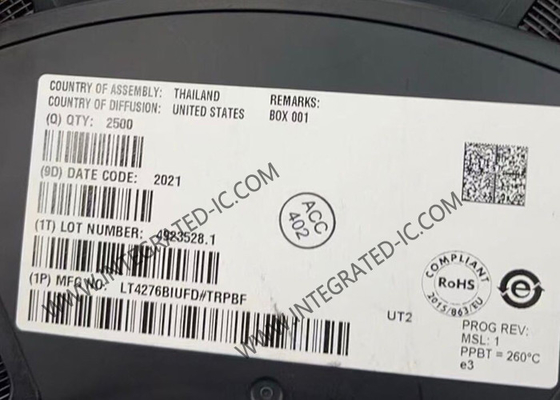 COUNTRY OF ASSEMBLY: THAILAND
COUNTRY OF DIFFUSION: UNITED STATES
REMARKS:
BOX 001
(Q) QTY: 2500
(9D) DATE CODE: 2021
(1T) LOT NUMBER: 4923528.1
(1P) MFG LT4276BIUFD#TRPBF
ACC
402
COMPLIANT
RoHS
2015/863/EU
e
UT2
PROG REV:
MSL: 1
PPBT = 260°C
e3
WWW.INTEGRATED-IC.COM
WWW.INTEGRATED-IC.COM